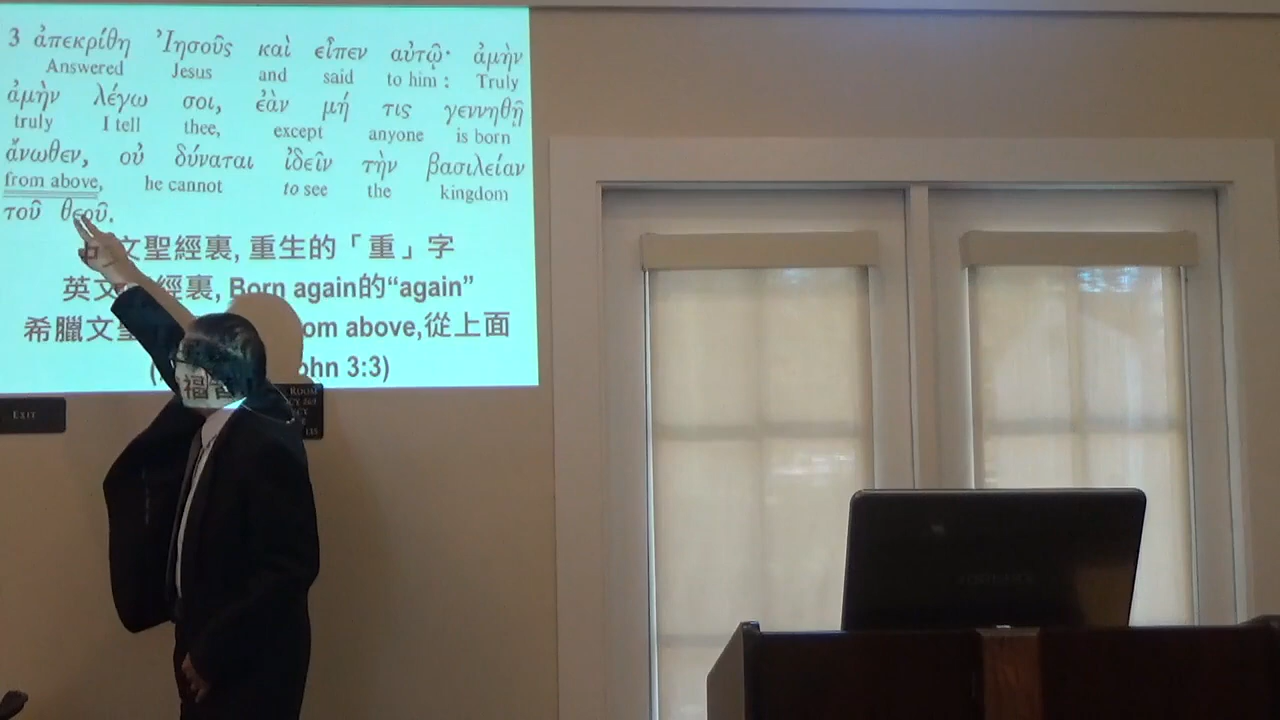 3 ἀπεκρίθη Ἰησοῦς καὶ εἶπεν αὐτῷ· ἀμὴν
Answered Jesus and said to him : Truly
ἀμὴν λέγω σοι, ἐὰν μή τις γεννηθῇ
truly I tell thee, except anyone is born
ἄνωθεν, οὐ δύναται ἰδεῖν τὴν βασιλείαν
from above, he cannot to see the kingdom
τοῦ θεοῦ.
文聖經裏, 重生的「重」字
英文 經裏, Born again的“again”
希臘文聖 om above,從上面
ohn 3:3)
EXIT
ROOM